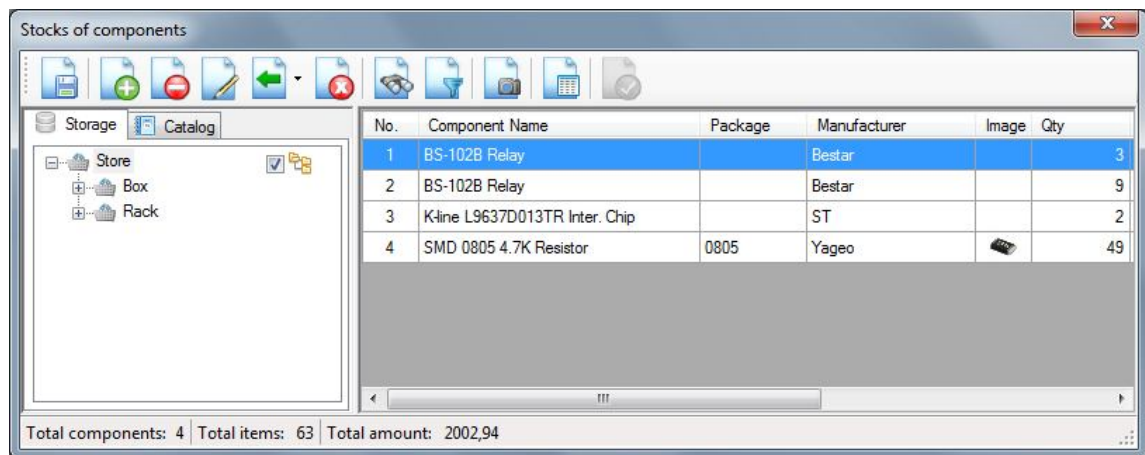 Stocks of components
Storage Catalog
Store
Box
Rack
No. Component Name Package Manufacturer Image Qty
1 BS-102B Relay Bestar 3
2 BS-102B Relay Bestar 9
3 K-line L9637D013TR Inter. Chip ST 2
4 SMD 0805 4.7K Resistor 0805 Yageo 49
Total components: 4 Total items: 63 Total amount: 2002,94